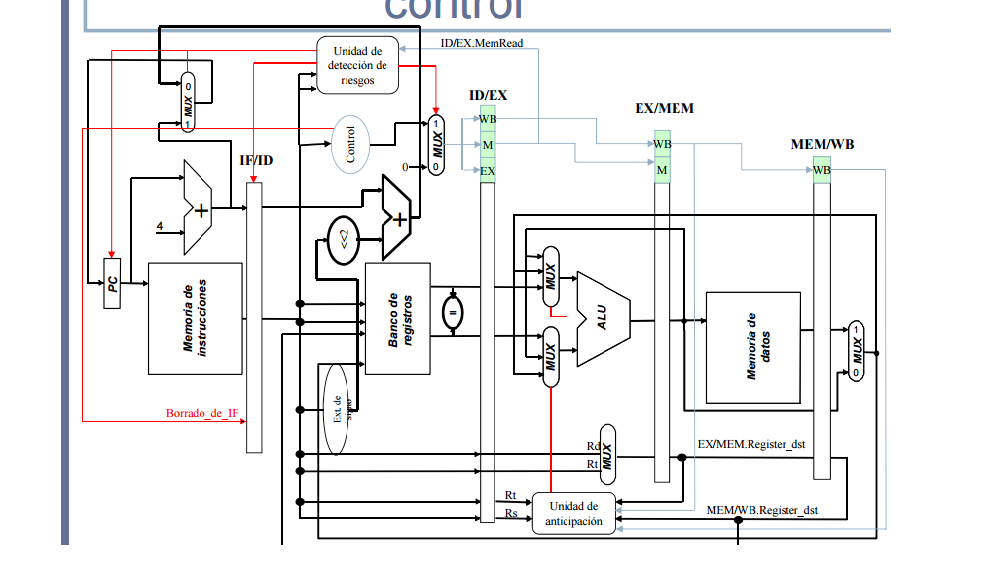 control
Unidad de
detección de
riesgos
ID/EX.MemRead
0
MUX
1
IF/ID
Control
1
MUX
0
0
ID/EX
WB
M
EX
EX/MEM
WB
M
MEM/WB
WB
+
4
<<2
+
PC
Memoria de
instrucciones
Banco de
registros
=
MUX
MUX
ALU
Memoria de
datos
1
MUX
0
Ext. de
Borrado_de_IF
Rd
Rt
MUX
EX/MEM.Register_dst
Rt
Rs
Unidad de
anticipación
MEM/WB.Register_dst